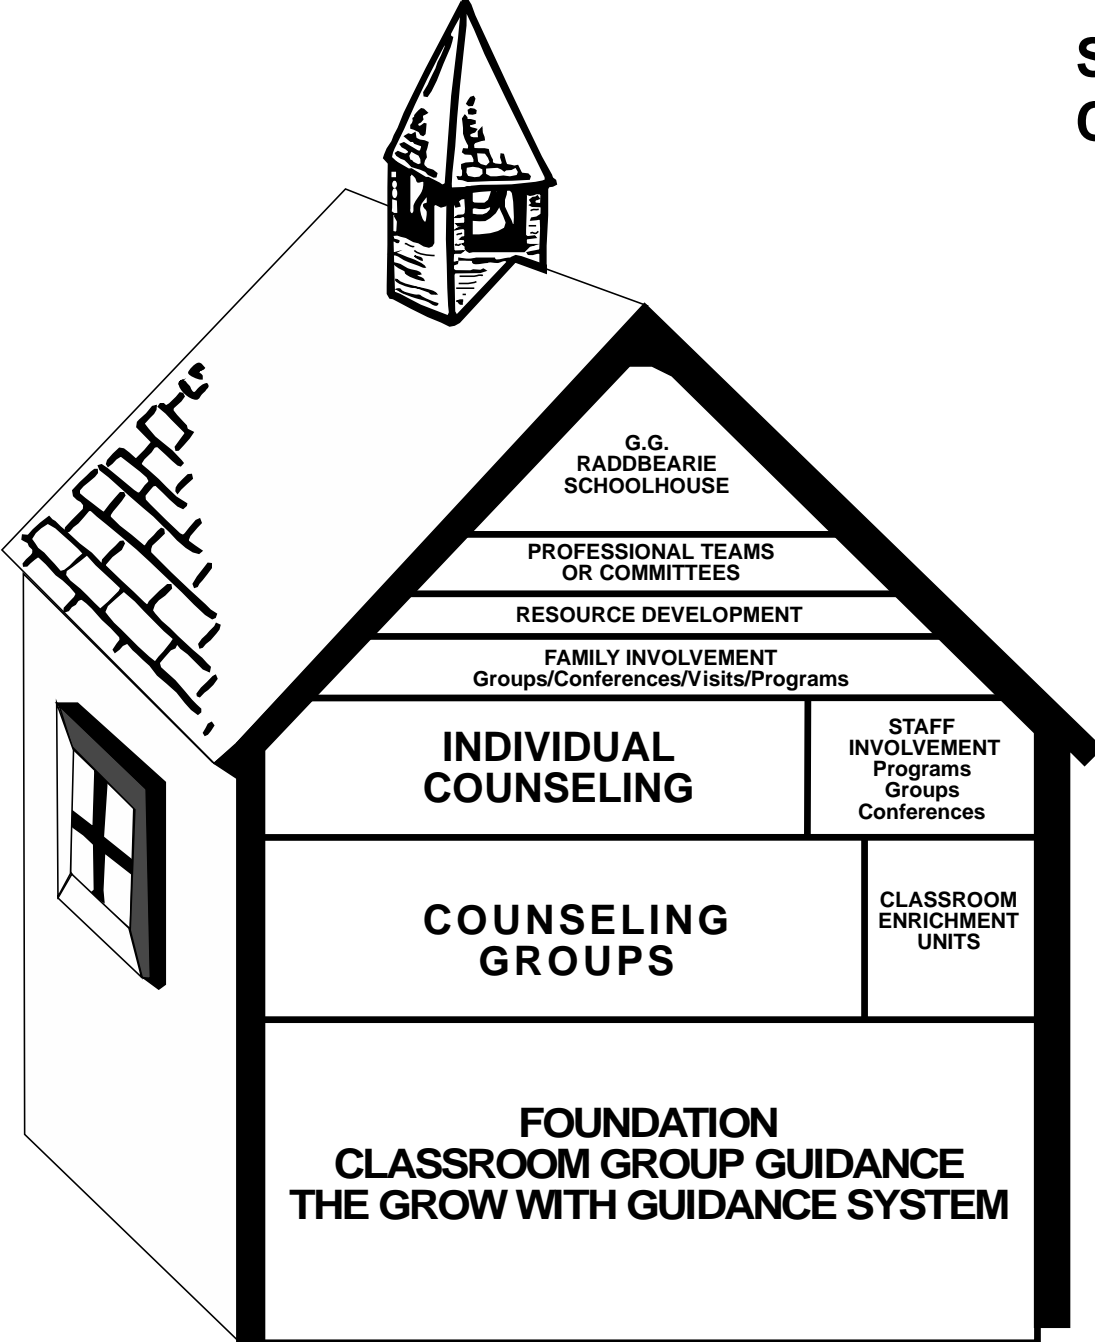 S
C
G.G.
RADDBEARIE
SCHOOLHOUSE
PROFESSIONAL TEAMS
OR COMMITTEES
RESOURCE DEVELOPMENT
FAMILY INVOLVEMENT
Groups/Conferences/Visits/Programs
INDIVIDUAL
COUNSELING
STAFF
INVOLVEMENT
Programs
Groups
Conferences
COUNSELING
GROUPS
CLASSROOM
ENRICHMENT
UNITS
FOUNDATION
CLASSROOM GROUP GUIDANCE
THE GROW WITH GUIDANCE SYSTEM